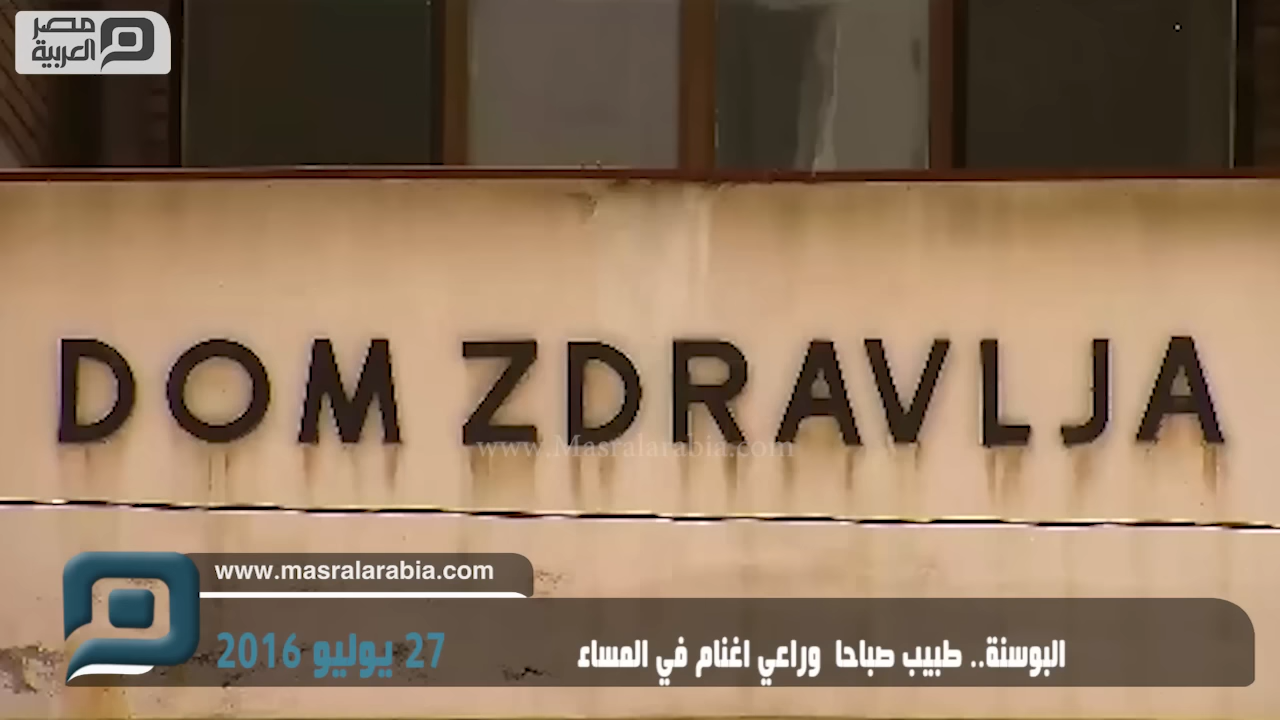 مصر
العربية
DOM ZDRAVLJA
www.Masralarabia.com
www.masralarabia.com
البوسنة.. طبيب صباحا وراعي اغنام في المساء
27 يوليو 2016